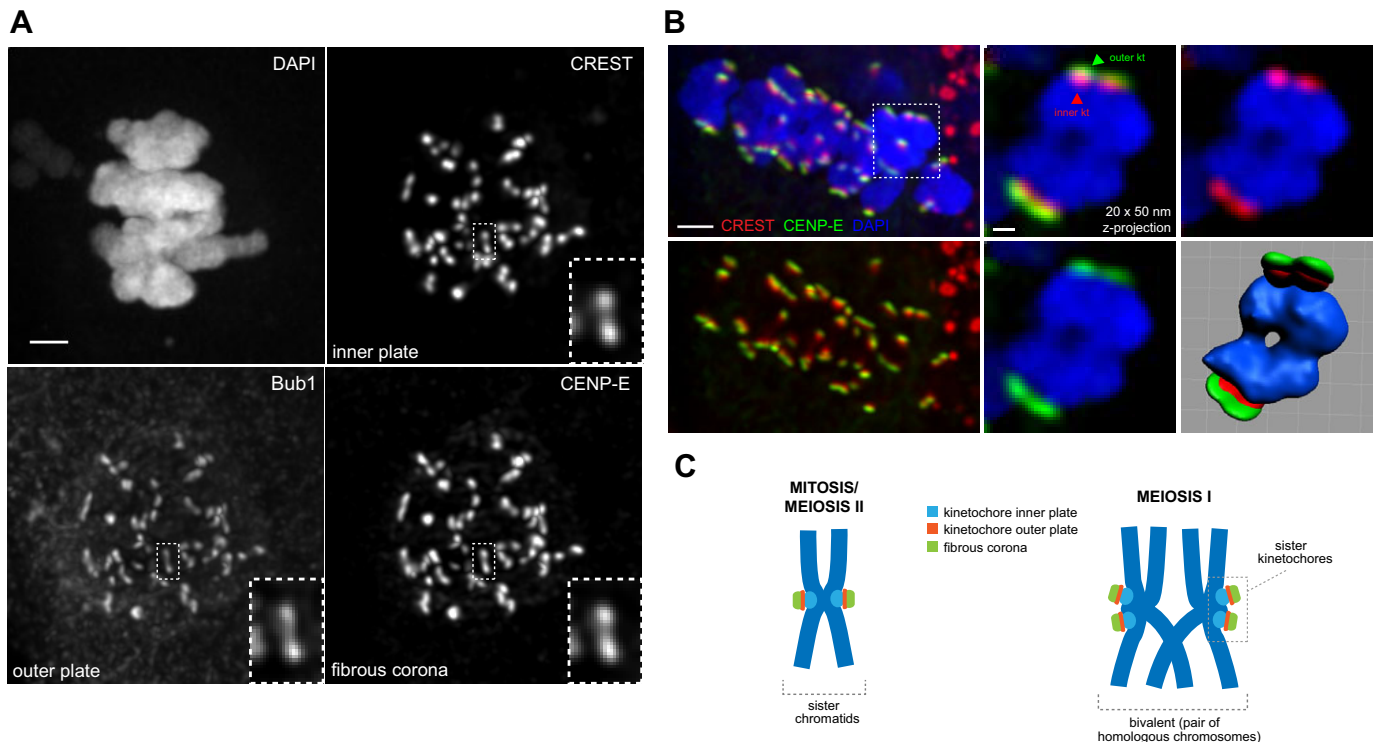 A
DAPI
CREST
inner plate
Bub1
outer plate
CENP-E
fibrous corona
B
CREST CENP-E DAPI
outer kt
inner kt
20 x 50 nm
z-projection
C
MITOSIS/
MEIOSIS II
sister
chromatids
kinetochore inner plate
kinetochore outer plate
fibrous corona
MEIOSIS I
sister
kinetochores
bivalent (pair of
homologous chromosomes)